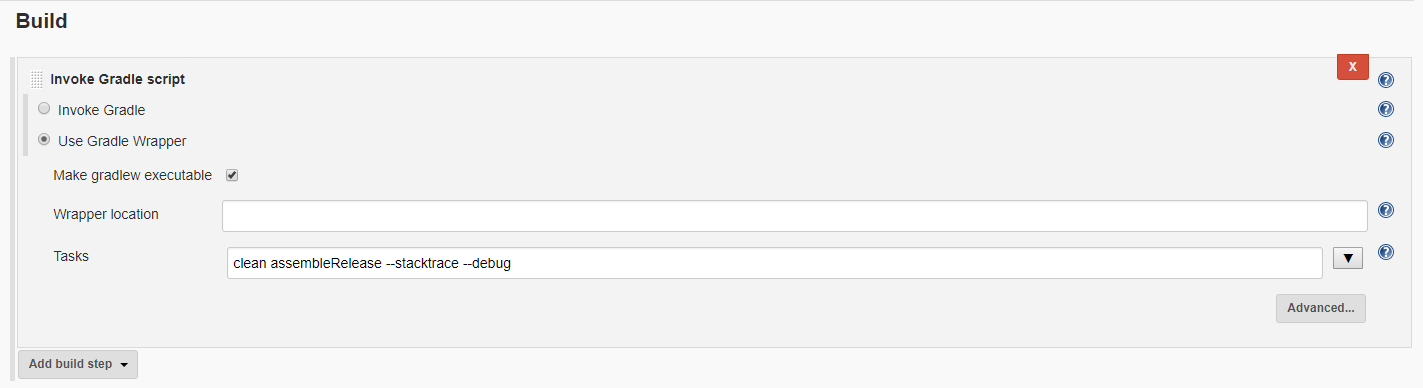 Build
Invoke Gradle script
X
?
Invoke Gradle
?
Use Gradle Wrapper
?
Make gradlew executable
Wrapper location
?
Tasks
clean assembleRelease --stacktrace --debug
?
Advanced...
Add build step